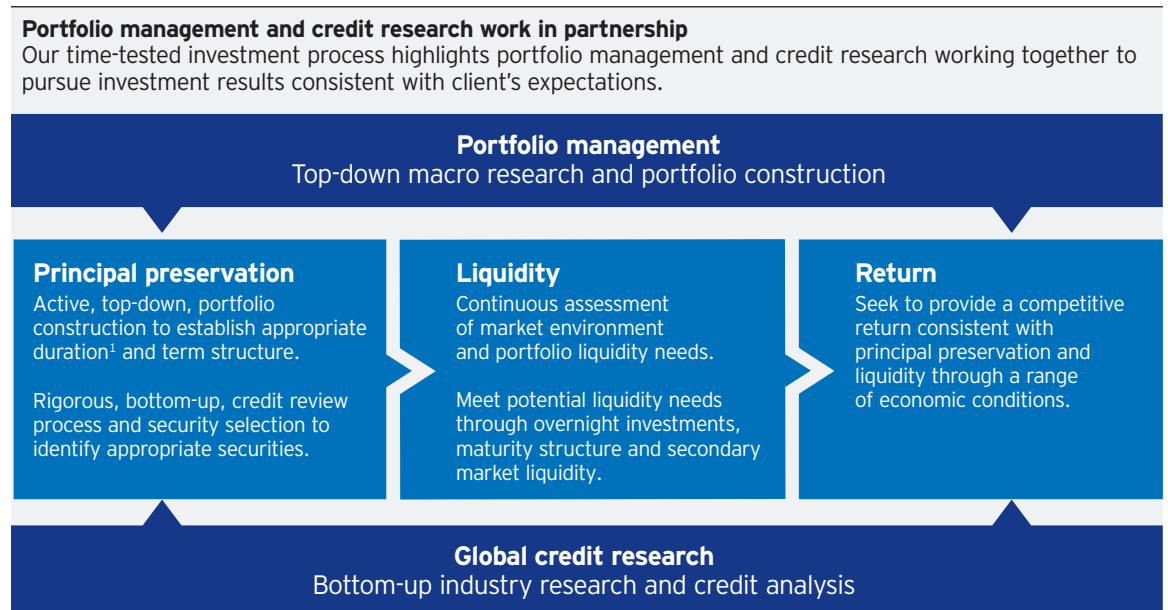 Portfolio management and credit research work in partnership
Our time-tested investment process highlights portfolio management and credit research working together to
pursue investment results consistent with client’s expectations.
Portfolio management
Top-down macro research and portfolio construction
Principal preservation
Active, top-down, portfolio
construction to establish appropriate
duration¹ and term structure.
Rigorous, bottom-up, credit review
process and security selection to
identify appropriate securities.
Liquidity
Continuous assessment
of market environment
and portfolio liquidity needs.
Meet potential liquidity needs
through overnight investments,
maturity structure and secondary
market liquidity.
Return
Seek to provide a competitive
return consistent with
principal preservation and
liquidity through a range
of economic conditions.
Global credit research
Bottom-up industry research and credit analysis